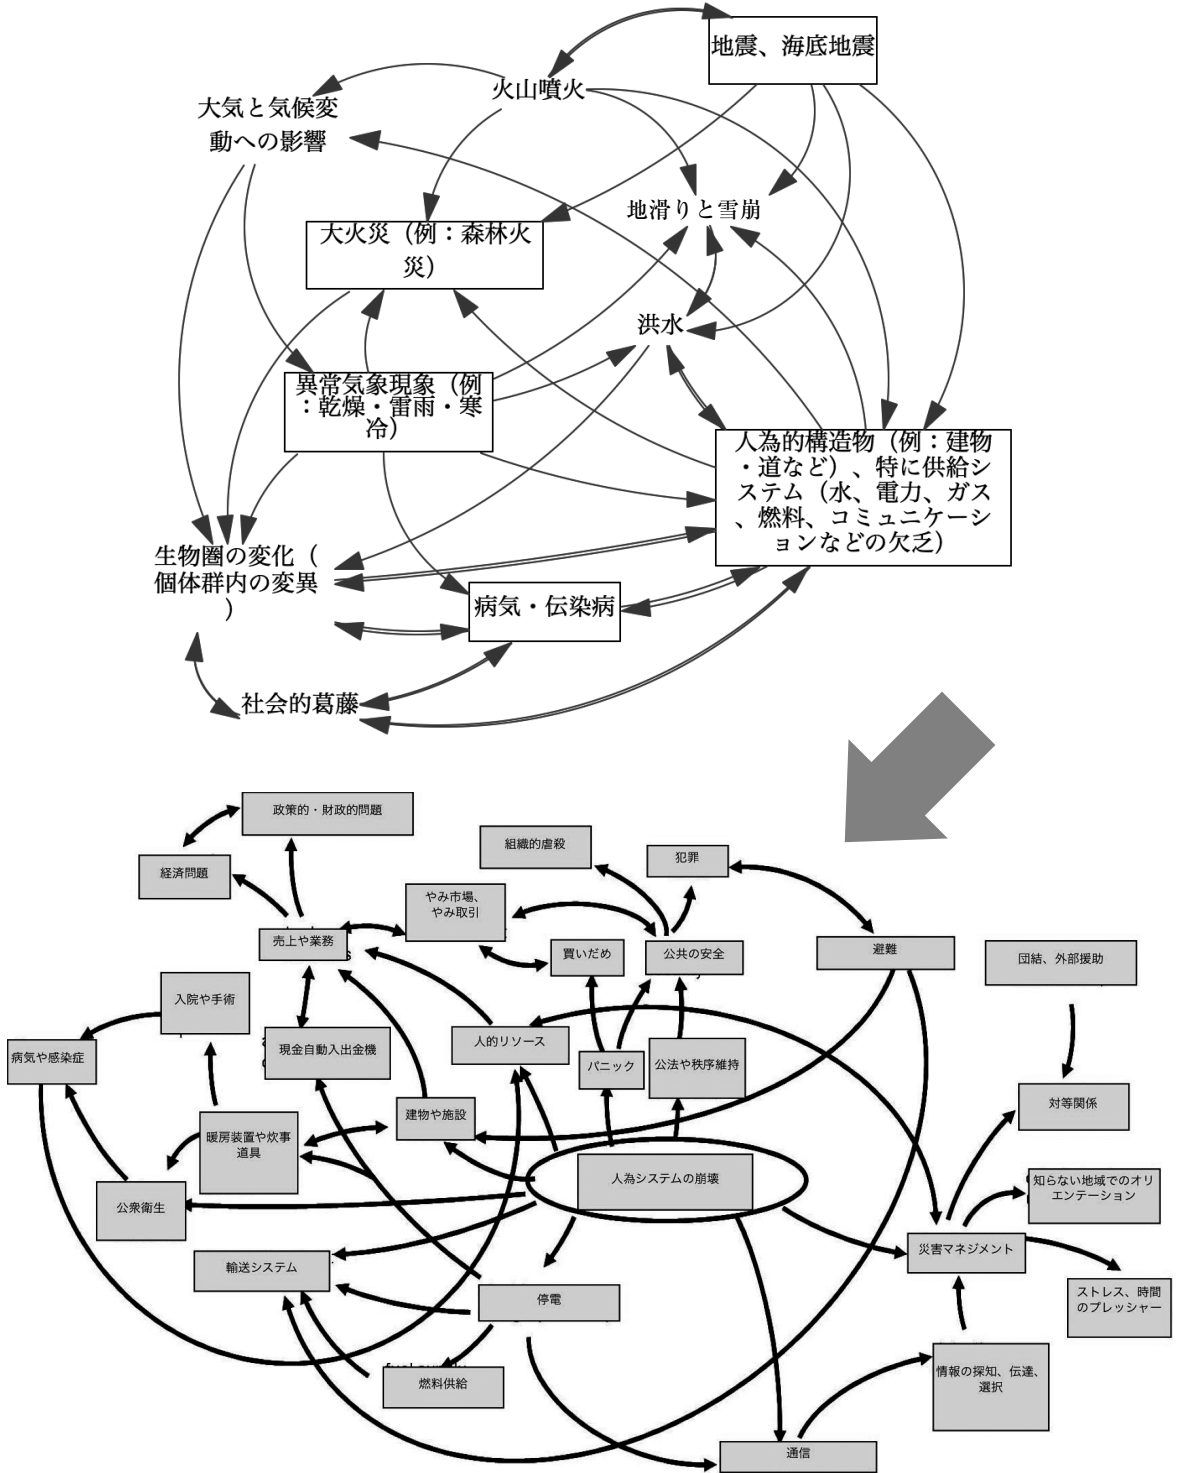 地震、海底地震
火山噴火
大気と気候変
動への影響
地滑りと雪崩
大火災（例：森林火
災）
洪水
異常気象現象（例
：乾燥・雷雨・寒
冷）
人為的構造物（例：建物
・道など）、特に供給シ
ステム（水、電力、ガス
、燃料、コミュニケーシ
ョンなどの欠乏）
生物圏の変化（
個体群内の変異
）
病気・伝染病
社会的葛藤
政策的・財政的問題
組織的虐殺
犯罪
経済問題
やみ市場、
やみ取引
売上や業務
買いだめ
公共の安全
避難
団結、外部援助
入院や手術
病気や感染症
現金自動入出金機
人的リソース
パニック
公法や秩序維持
対等関係
建物や施設
暖房装置や炊事
道具
人為システムの崩壊
知らない地域でのオリ
エンテーション
公衆衛生
災害マネジメント
輸送システム
停電
ストレス、時間
のプレッシャー
燃料供給
情報の探知、伝達、
選択
通信